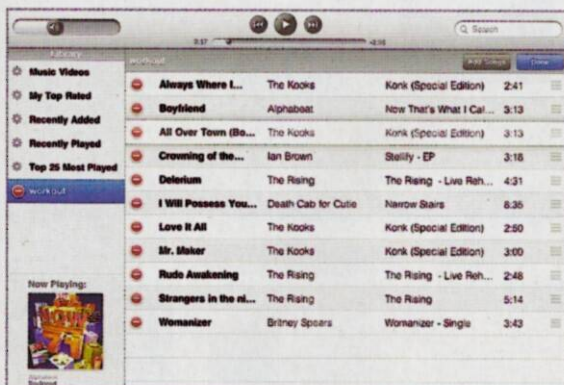 Search
0:17
workout
Add Songs
Done
Music Videos
My Top Rated
Recently Added
Recently Played
Top 25 Most Played
workout
Always Where I... The Kooks Konk (Special Edition) 2:41
Boyfriend Alphabeat Now That's What I Cal... 3:13
All Over Town (Bo... The Kooks Konk (Special Edition) 3:13
Crowning of the... Ian Brown Stellify - EP 3:18
Delerium The Rising The Rising - Live Reh... 4:31
I Will Possess You... Death Cab for Cutie Narrow Stairs 8:35
Love It All The Kooks Konk (Special Edition) 2:50
Mr. Maker The Kooks Konk (Special Edition) 3:00
Rude Awakening The Rising The Rising - Live Reh... 2:48
Strangers in the ni... The Rising The Rising 5:14
Womanizer Britney Spears Womanizer - Single 3:43
Now Playing:
Alphabeat
Boyfriend